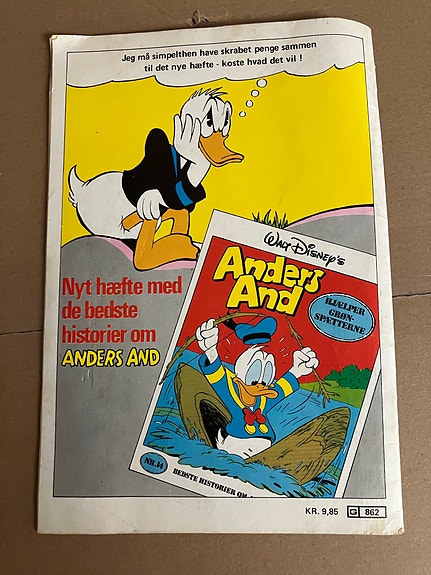 Jeg må simpelthen have skrabet penge sammen
til det nye hæfte - koste hvad det vil !
WALT DISNEY'S
Anders
And
HJÆLPER
GRØN-
SPÆTTERNE
Nyt hæfte med
de bedste
historier om
ANDERS AND
NR. 14
BEDSTE HISTORIER OM
KR. 9,85 G 862